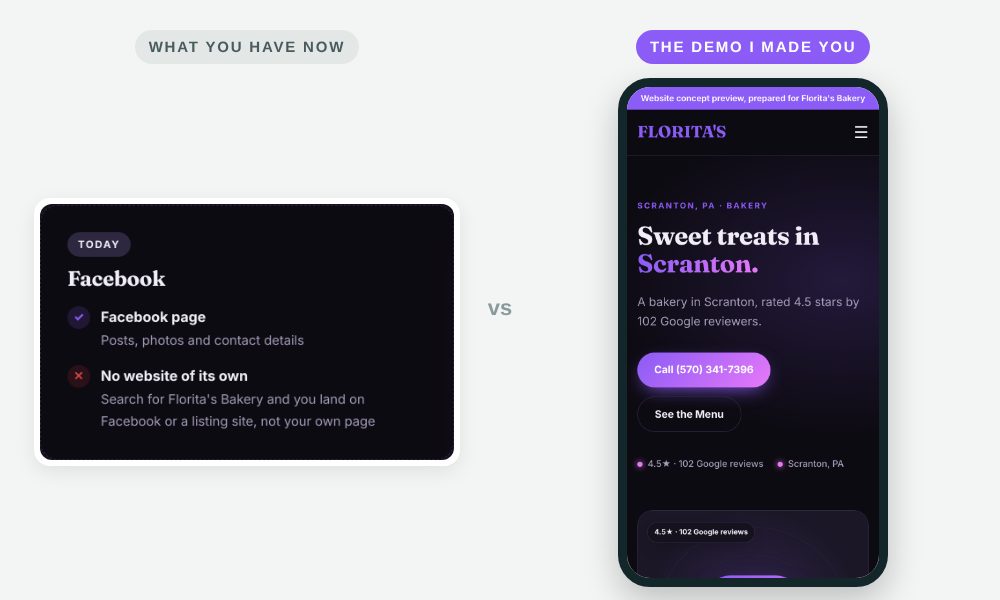 WHAT YOU HAVE NOW
THE DEMO I MADE YOU
TODAY
Facebook
Facebook page
Posts, photos and contact details
No website of its own
Search for Florita's Bakery and you land on
Facebook or a listing site, not your own page
vs
Website concept preview, prepared for Florita's Bakery
FLORITA'S
SCRANTON, PA · BAKERY
Sweet treats in
Scranton.
A bakery in Scranton, rated 4.5 stars by
102 Google reviewers.
Call (570) 341-7396
See the Menu
4.5★ · 102 Google reviews
Scranton, PA
4.5★ · 102 Google reviews